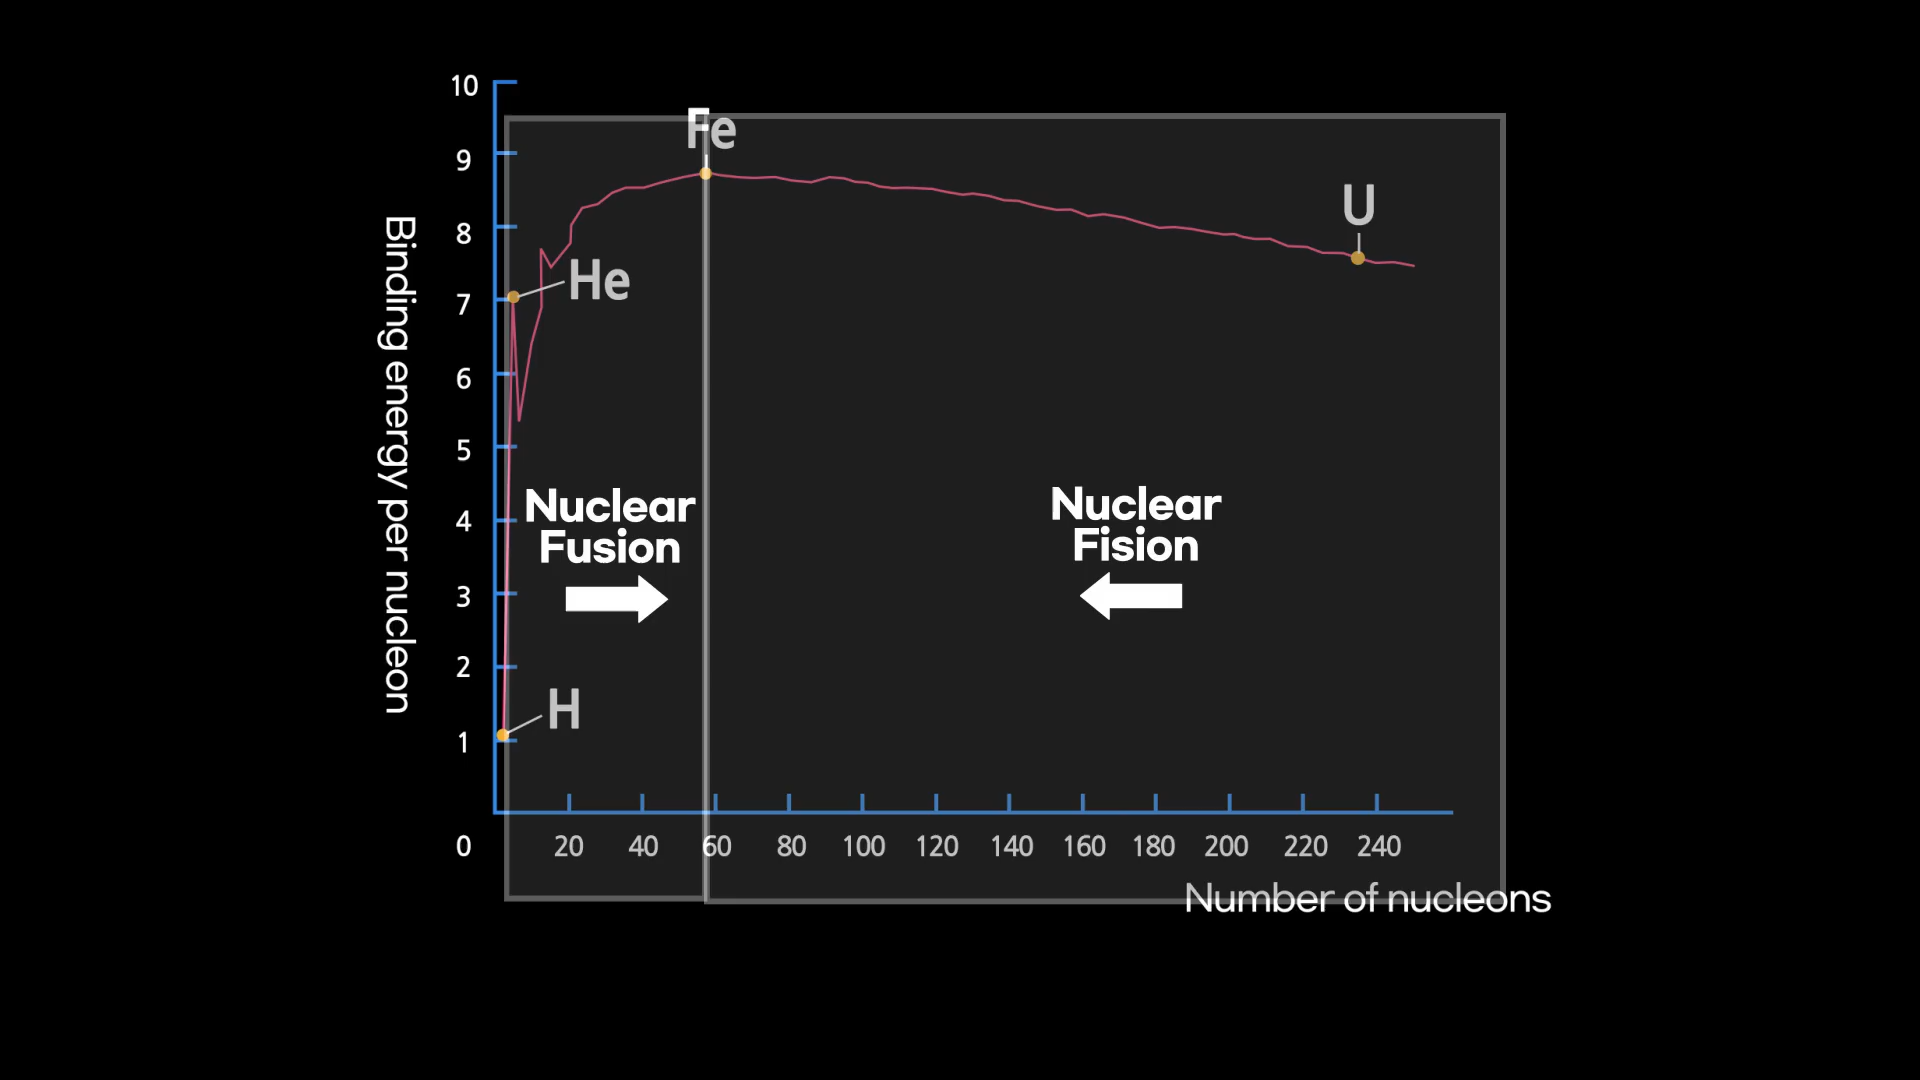 10
9
8
7
6
5
4
3
2
1
0
Binding energy per nucleon
Fe
He
H
U
Nuclear
Fusion
Nuclear
Fision
20 40 60 80 100 120 140 160 180 200 220 240
Number of nucleons